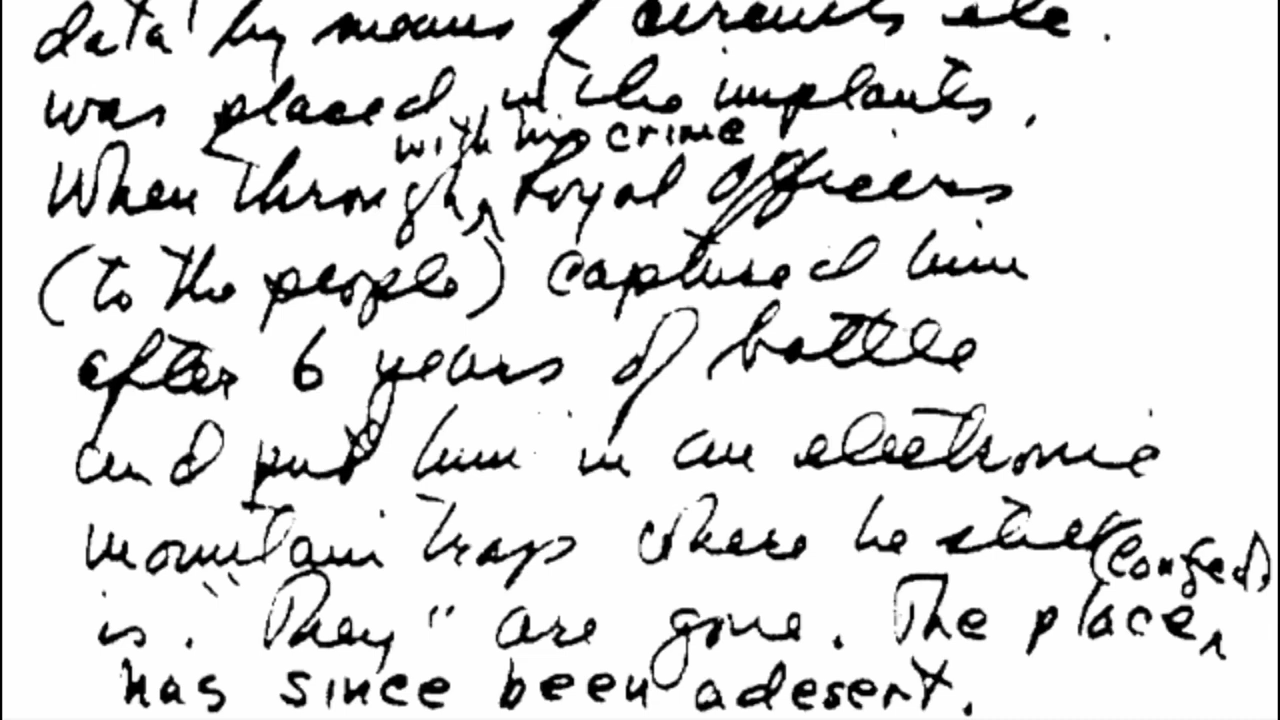 data by means of circuits etc.
was placed in the implants.
with his crime
When through ‸ Royal Officers
(to the people) captured him
after 6 years of battle
and put him in an electronic
mountain trap where he still
(Confed)
is. "They" are gone. The place ‸
has since been a desert.